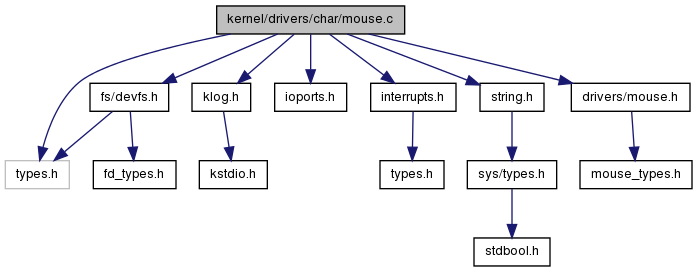 kernel/drivers/char/mouse.c
fs/devfs.h
klog.h
ioports.h
interrupts.h
string.h
drivers/mouse.h
types.h
fd_types.h
kstdio.h
types.h
sys/types.h
mouse_types.h
stdbool.h